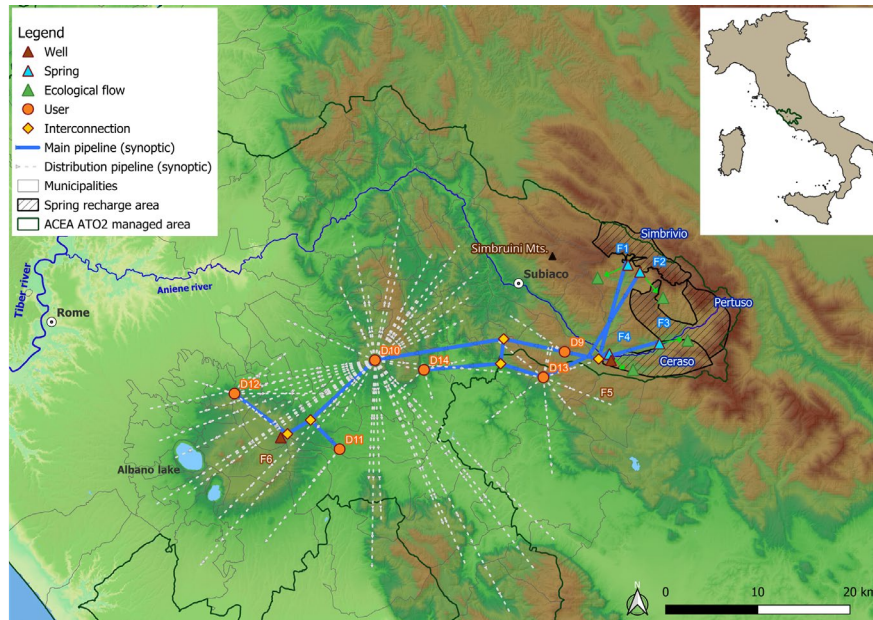 Legend
Well
Spring
Ecological flow
User
Interconnection
Main pipeline (synoptic)
Distribution pipeline (synoptic)
Municipalities
Spring recharge area
ACEA ATO2 managed area
Simbrivio
F1
Simbruini Mts.
F2
Subiaco
Tiber river
Aniene river
Pertuso
Rome
F3
D9
F4
D10
Ceraso
D14
D13
D12
F5
D11
F6
Albano lake
N
0
10
20 km